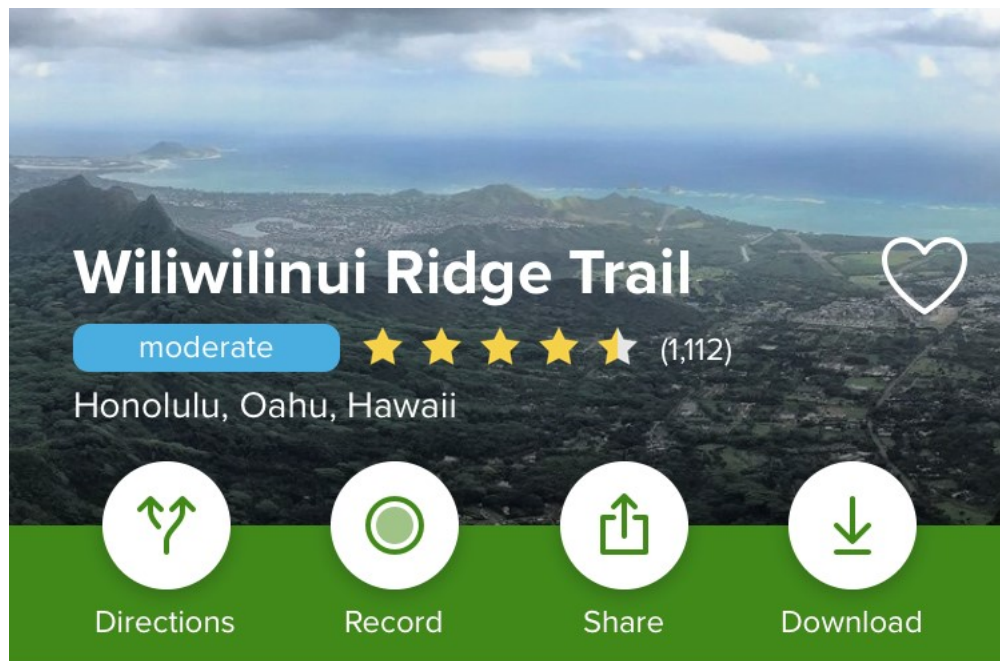 Wiliwilinui Ridge Trail
moderate (1,112)
Honolulu, Oahu, Hawaii
Directions Record Share Download